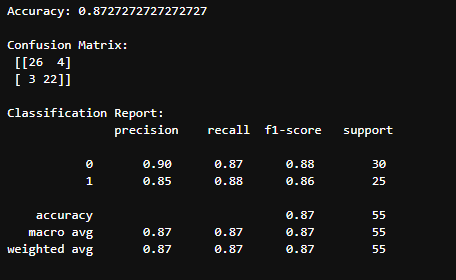 Accuracy: 0.8727272727272727
Confusion Matrix:
[[26  4]
[ 3 22]]
Classification Report:
precision    recall  f1-score   support
0       0.90      0.87      0.88        30
1       0.85      0.88      0.86        25
accuracy                           0.87        55
macro avg       0.87      0.87      0.87        55
weighted avg       0.87      0.87      0.87        55